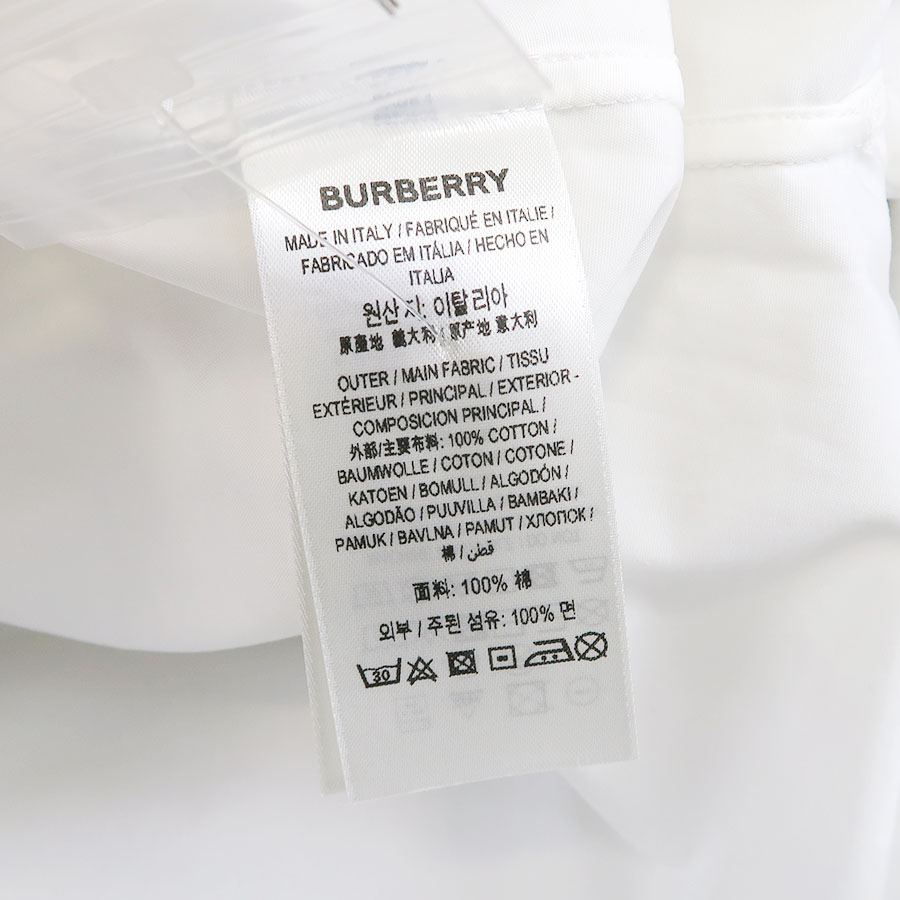 BURBERRY
MADE IN ITALY / FABRIQUÉ EN ITALIE /
FABRICADO EM ITÁLIA / HECHO EN
ITALIA
원산지: 이탈리아
原產地 義大利 / 原产地 意大利
OUTER / MAIN FABRIC / TISSU
EXTÉRIEUR / PRINCIPAL / EXTERIOR -
COMPOSICION PRINCIPAL /
外部/主要布料: 100% COTTON /
BAUMWOLLE / COTON / COTONE /
KATOEN / BOMULL / ALGODÓN /
ALGODÃO / PUUVILLA / BAMBAKI /
PAMUK / BAVLNA / PAMUT / ХЛОПОК /
棉 / قطن
面料: 100% 棉
외부 / 주된 섬유: 100% 면
30